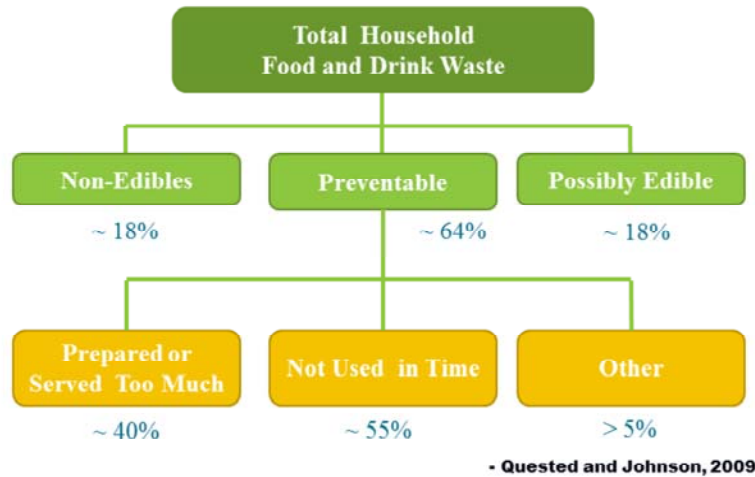 Total Household
Food and Drink Waste
Non-Edibles
Preventable
Possibly Edible
~ 18%
~ 64%
~ 18%
Prepared or
Served Too Much
Not Used in Time
Other
~ 40%
~ 55%
> 5%
- Quested and Johnson, 2009